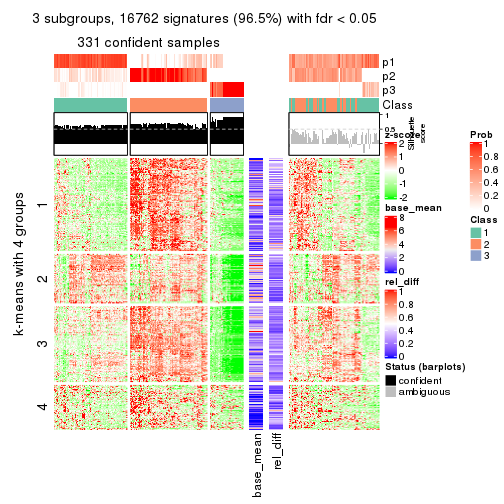 3 subgroups, 16762 signatures (96.5%) with fdr < 0.05
331 confident samples
p1
p2
p3
Class
1
0.5
0
Silhouette
score
k-means with 4 groups
1
2
3
4
base_mean
rel_diff
z-score
2
1
0
-1
-2
base_mean
8
6
4
2
0
rel_diff
1
0.8
0.6
0.4
0.2
0
Status (barplots)
confident
ambiguous
Prob
1
0.8
0.6
0.4
0.2
0
Class
1
2
3